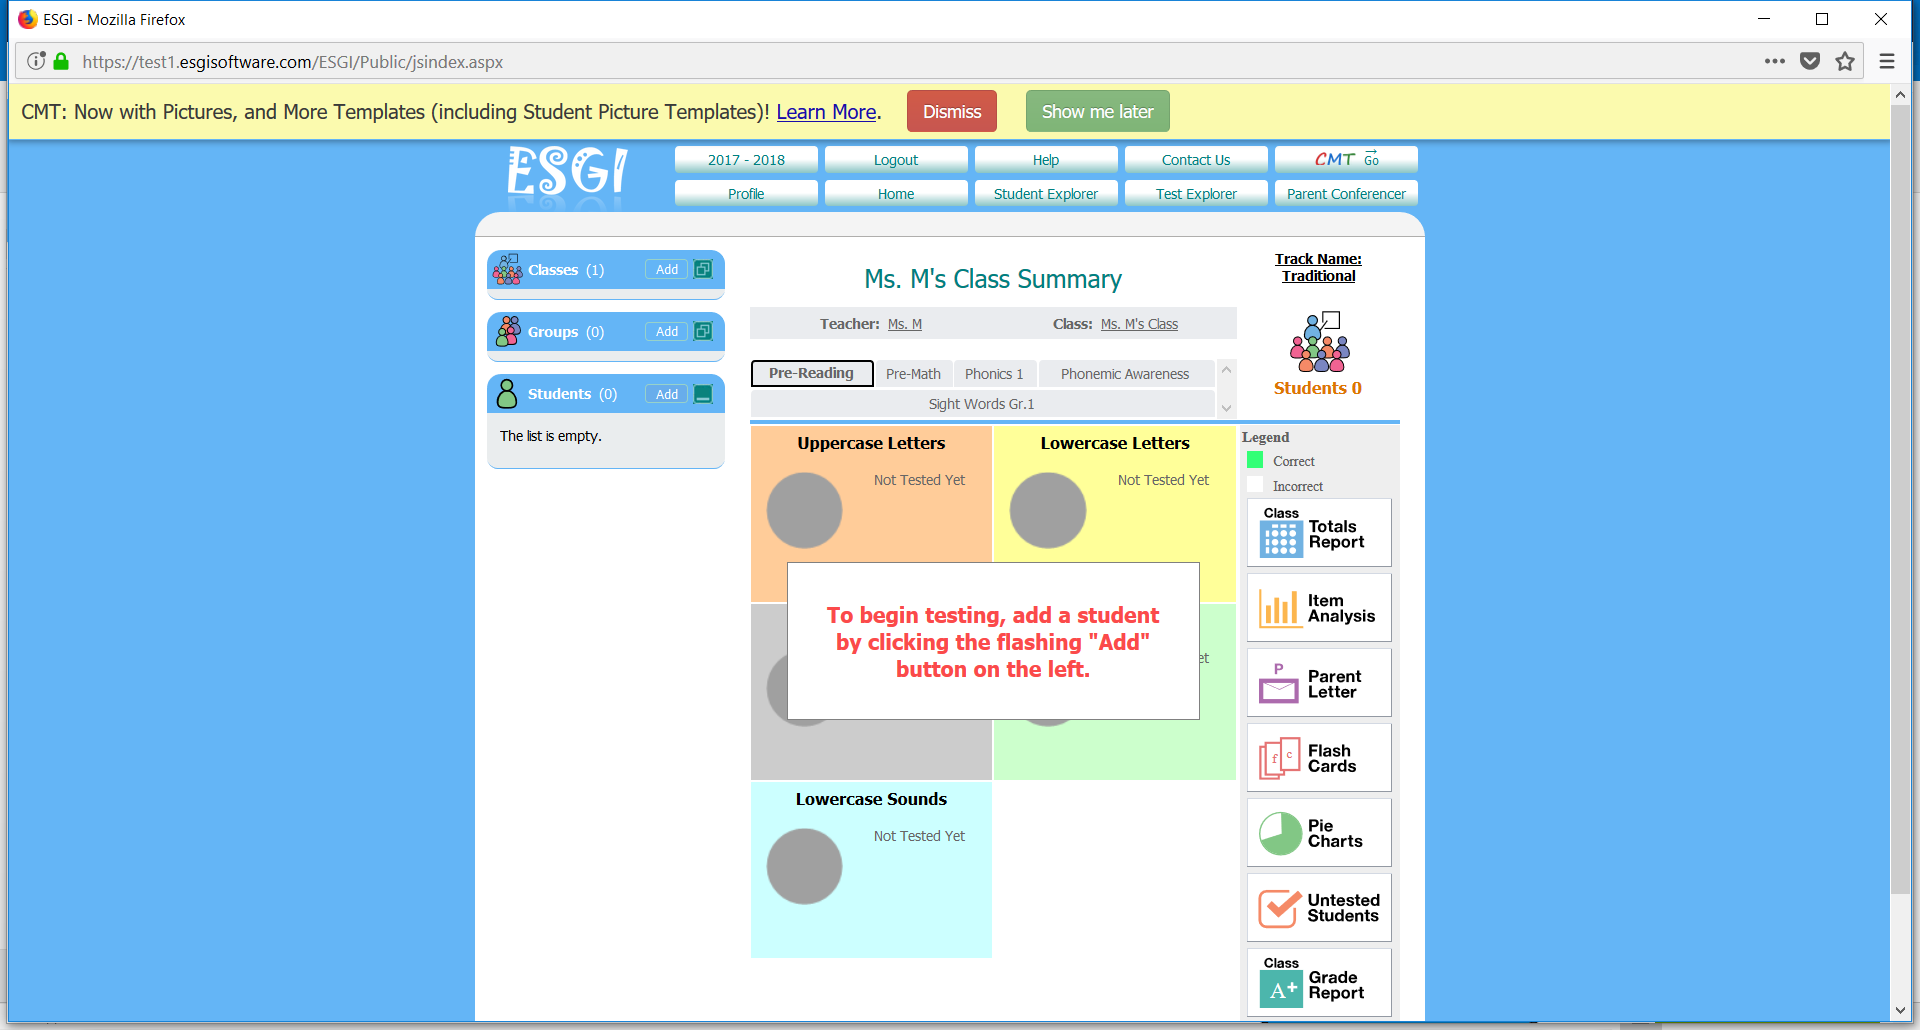 ESGI - Mozilla Firefox
https://test1.esgisoftware.com/ESGI/Public/jsindex.aspx
CMT: Now with Pictures, and More Templates (including Student Picture Templates)! Learn More. Dismiss Show me later
ESGI
2017 - 2018 Logout Help Contact Us CMT Go
Profile Home Student Explorer Test Explorer Parent Conferencer
Classes (1) Add
Groups (0) Add
Students (0) Add
The list is empty.
Ms. M's Class Summary
Teacher: Ms. M Class: Ms. M's Class
Track Name:
Traditional
Students 0
Pre-Reading Pre-Math Phonics 1 Phonemic Awareness
Sight Words Gr.1
Uppercase Letters
Not Tested Yet
Lowercase Letters
Not Tested Yet
To begin testing, add a student
by clicking the flashing "Add"
button on the left.
et
Lowercase Sounds
Not Tested Yet
Legend
Correct
Incorrect
Class
Totals
Report
Item
Analysis
P
Parent
Letter
f c
Flash
Cards
Pie
Charts
Untested
Students
Class
A+
Grade
Report